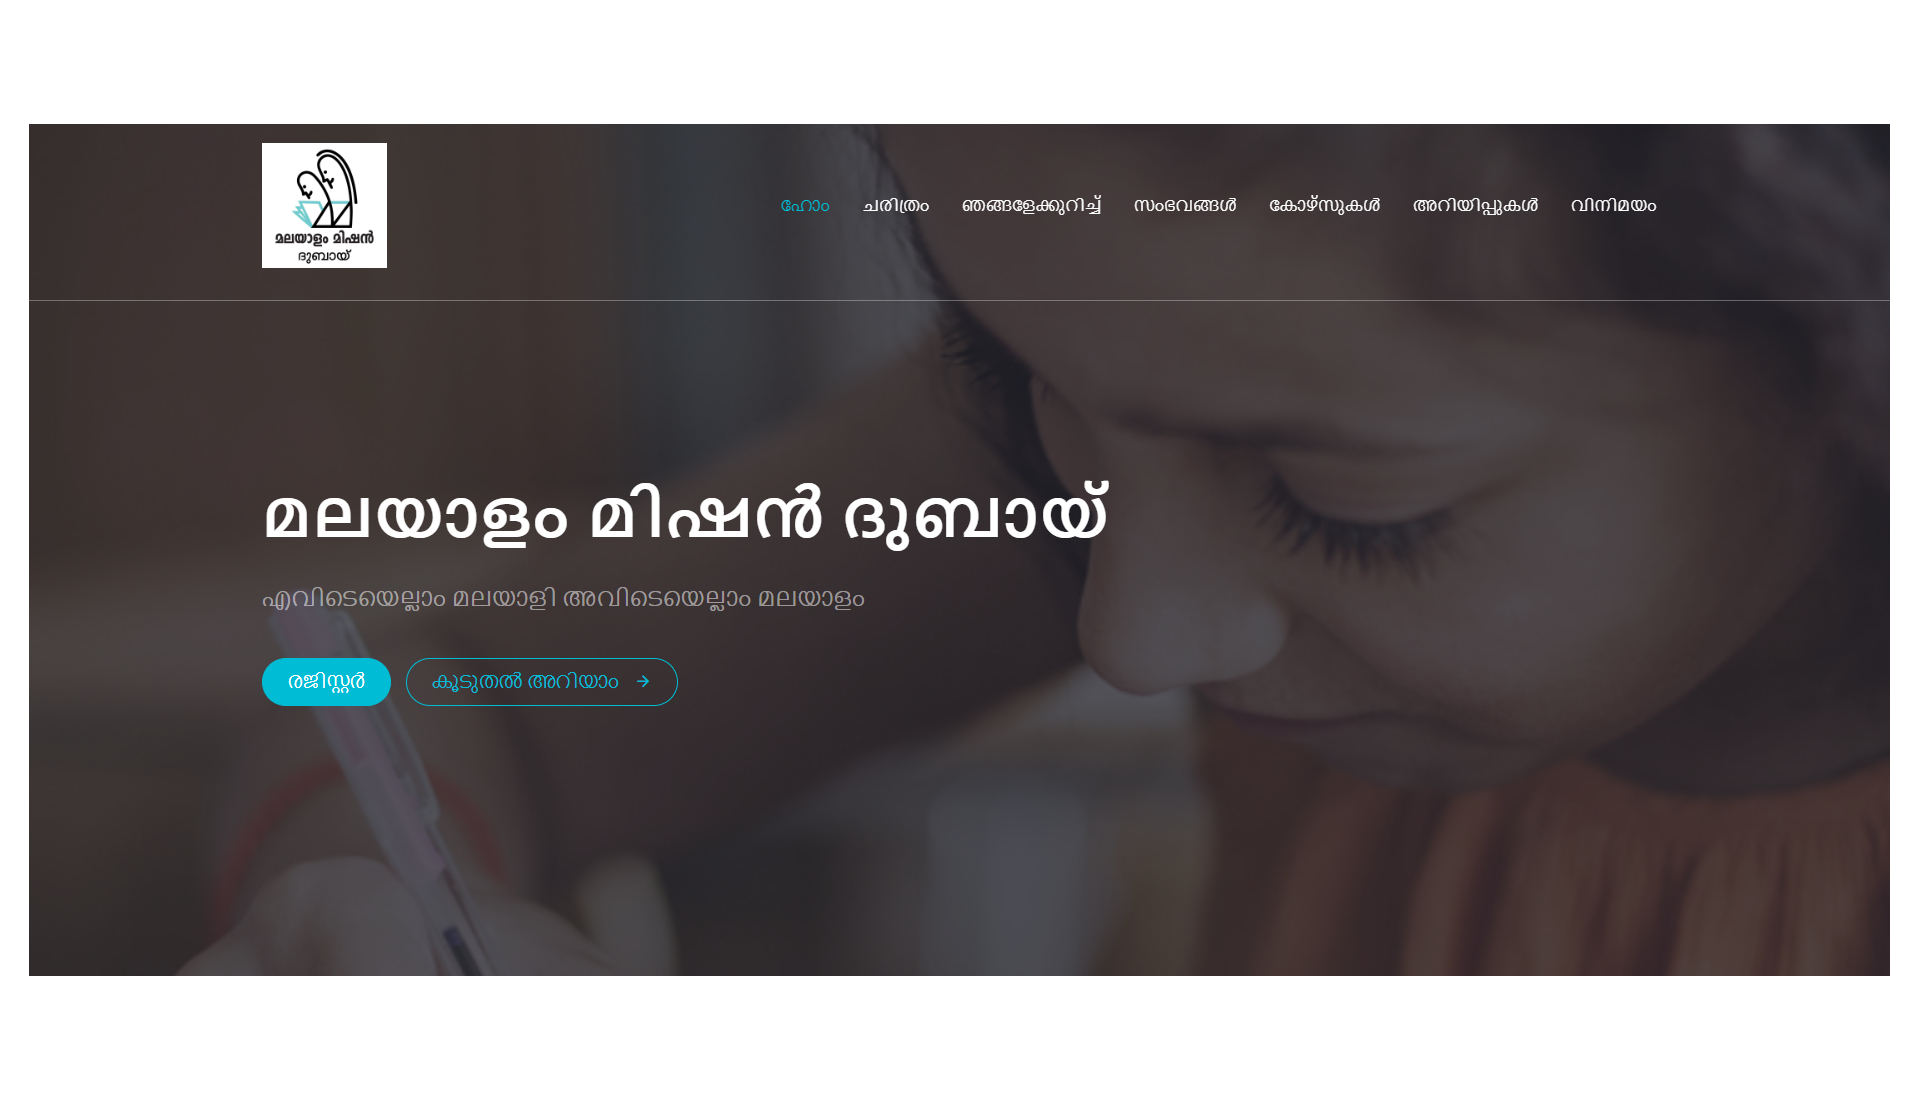 മലയാളം മിഷൻ
ദുബായ്
ഹോം ചരിത്രം ഞങ്ങളേക്കുറിച്ച് സംഭവങ്ങൾ കോഴ്സുകൾ അറിയിപ്പുകൾ വിനിമയം
മലയാളം മിഷൻ ദുബായ്
എവിടെയെല്ലാം മലയാളി അവിടെയെല്ലാം മലയാളം
രജിസ്റ്റർ കൂടുതൽ അറിയാം →